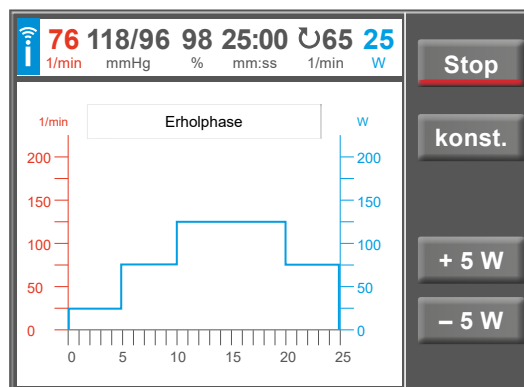 76 118/96 98 25:00 ↻65 25
1/min mmHg % mm:ss 1/min W
Stop
konst.
+ 5 W
– 5 W
1/min Erholphase W
200 200
150 150
100 100
50 50
0 0
0 5 10 15 20 25